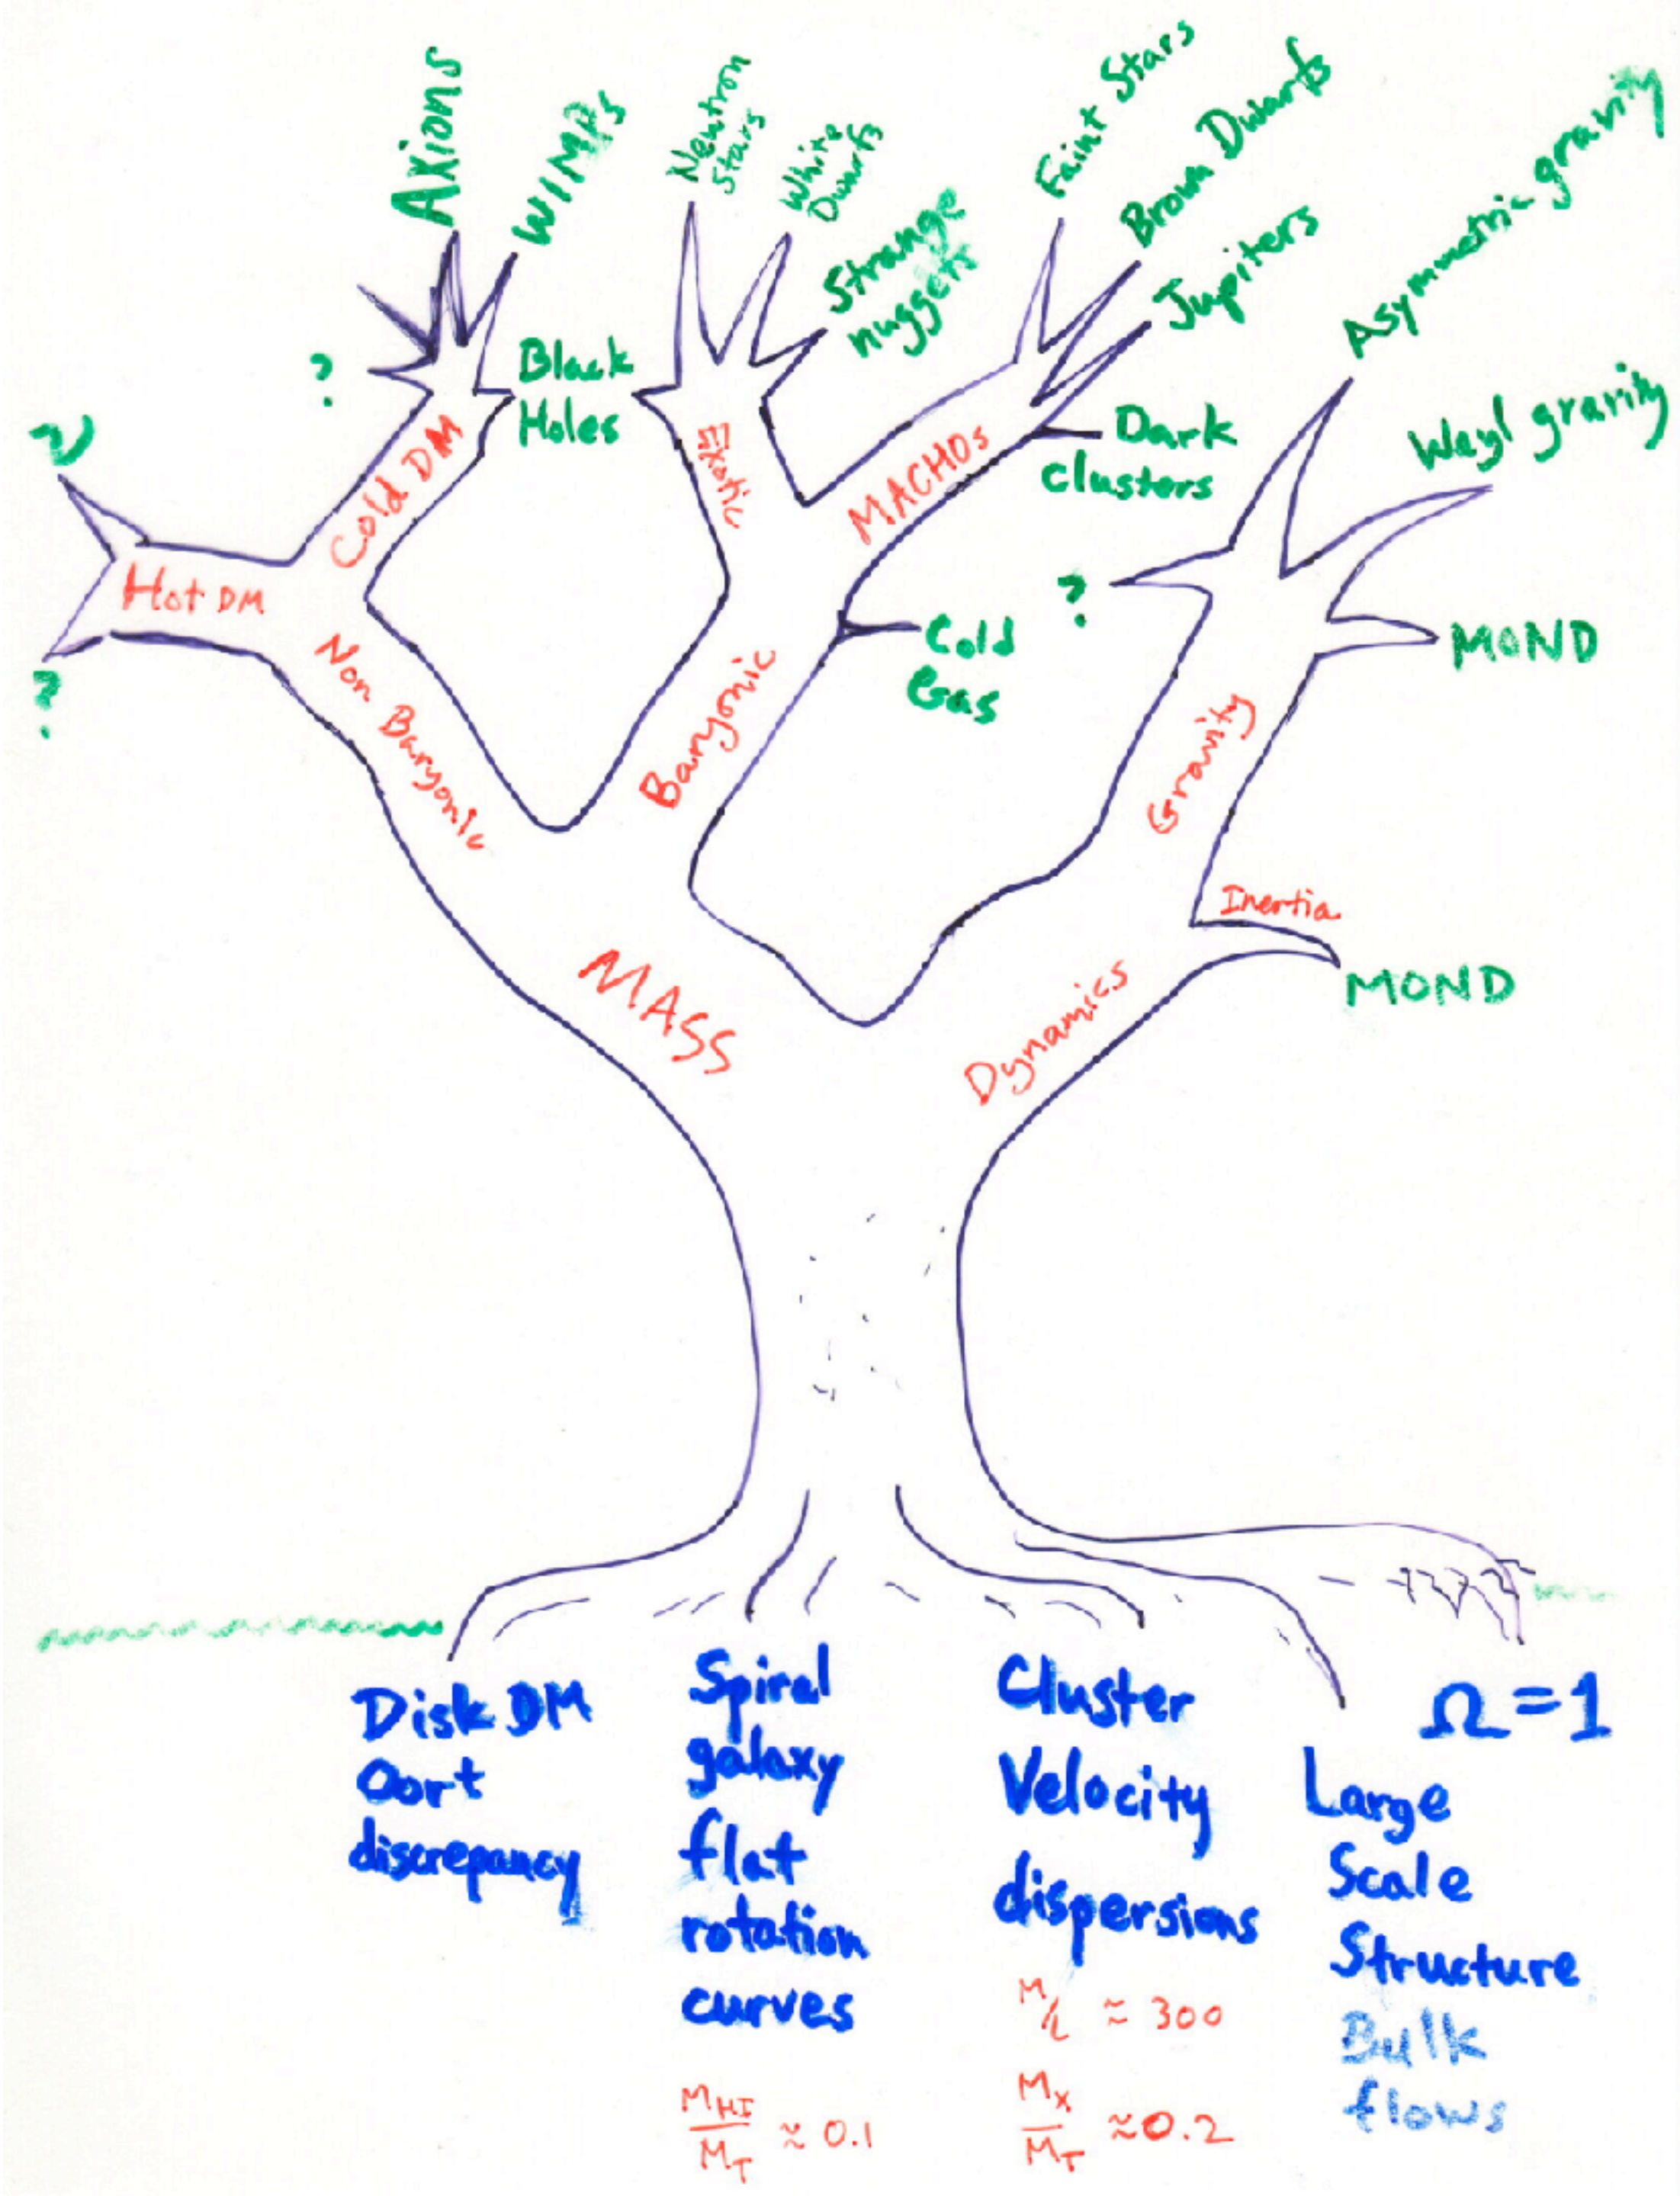 Axions
WIMPs
Neutron
Stars
White
Dwarfs
Strange
nuggets
Faint Stars
Brown Dwarfs
Jupiters
Asymmetric gravity
Weyl gravity
?
Black
Holes
ν
Cold DM
Exotic
MACHOs
Dark
clusters
Hot DM
?
?
Cold
Gas
MOND
Non Baryonic
Baryonic
Gravity
Inertia
MOND
MASS
Dynamics
Disk DM
Oort
discrepancy
Spiral
galaxy
flat
rotation
curves
M_HI / M_T ≈ 0.1
Cluster
Velocity
dispersions
M/L ≈ 300
M_X / M_T ≈ 0.2
Ω = 1
Large
Scale
Structure
Bulk
flows